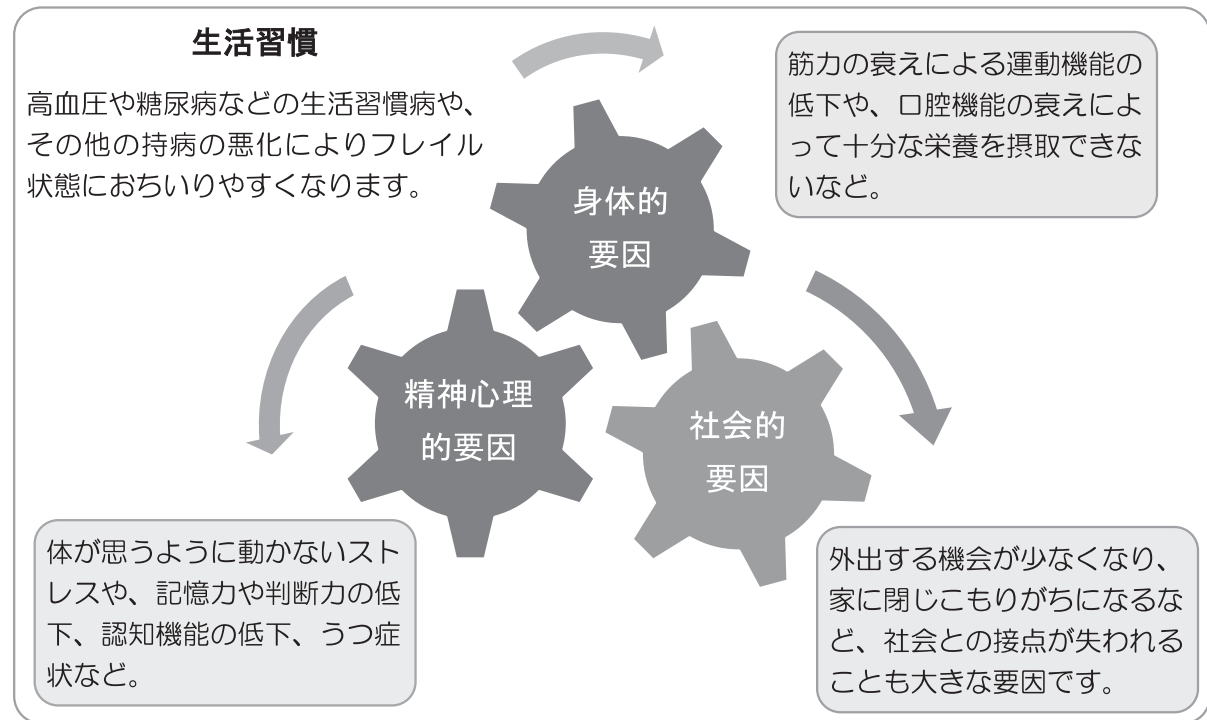 生活習慣
高血圧や糖尿病などの生活習慣病や、
その他の持病の悪化によりフレイル
状態におちいりやすくなります。
筋力の衰えによる運動機能の
低下や、口腔機能の衰えによ
って十分な栄養を摂取できな
いなど。
身体的
要因
精神心理
的要因
社会的
要因
体が思うように動かないスト
レスや、記憶力や判断力の低
下、認知機能の低下、うつ症
状など。
外出する機会が少なくなり、
家に閉じこもりがちになるな
ど、社会との接点が失われる
ことも大きな要因です。